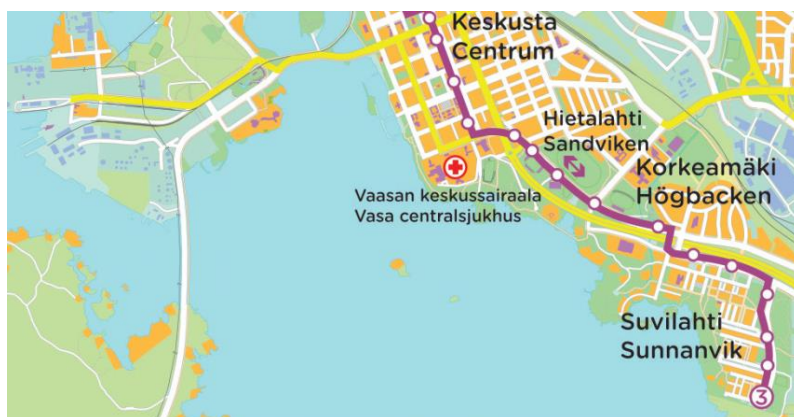 Keskusta
Centrum
Hietalahti
Sandviken
Korkeamäki
Högbacken
Vaasan keskussairaala
Vasa centralsjukhus
Suvilahti
Sunnanvik
3